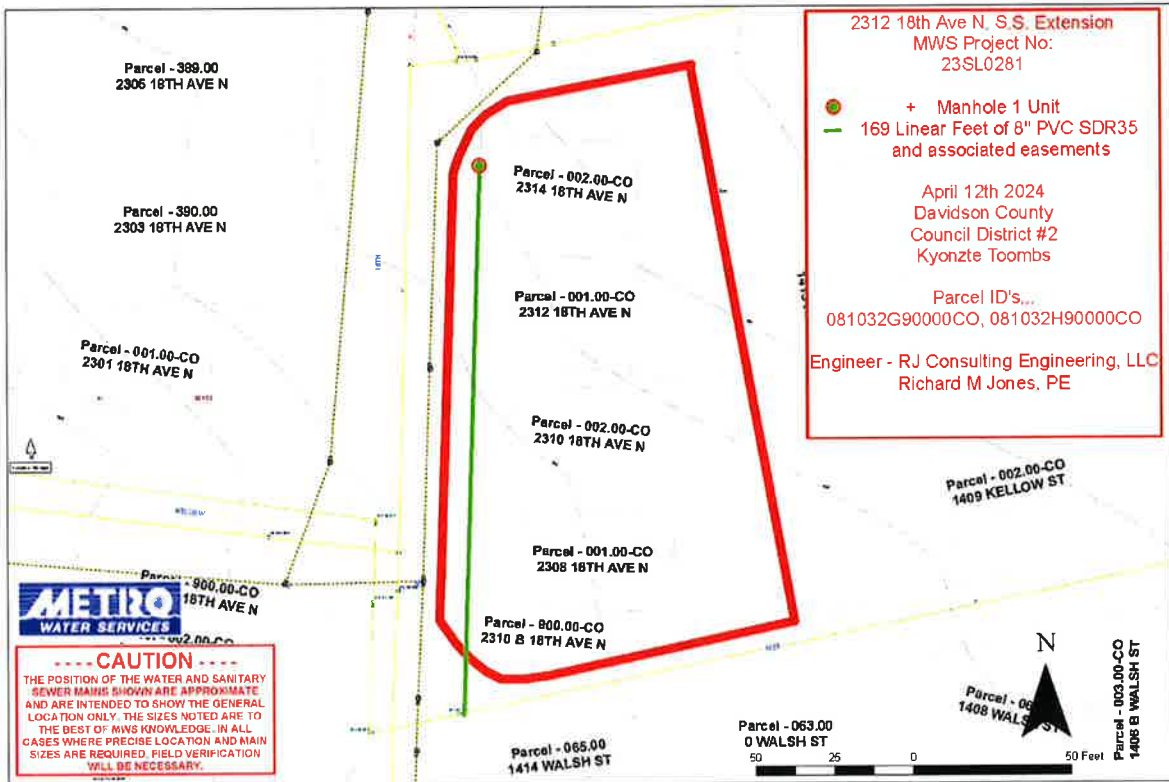 2312 18th Ave N, S.S. Extension
MWS Project No:
23SL0281
+ Manhole 1 Unit
169 Linear Feet of 8" PVC SDR35
and associated easements
April 12th 2024
Davidson County
Council District #2
Kyonzte Toombs
Parcel ID's...
081032G90000CO, 081032H90000CO
Engineer - RJ Consulting Engineering, LLC
Richard M Jones, PE
Parcel - 389.00
2305 18TH AVE N
Parcel - 002.00-CO
2314 18TH AVE N
Parcel - 390.00
2303 18TH AVE N
Parcel - 001.00-CO
2312 18TH AVE N
Parcel - 001.00-CO
2301 18TH AVE N
Parcel - 002.00-CO
2310 18TH AVE N
Parcel - 002.00-CO
1409 KELLOW ST
Parcel - 001.00-CO
2308 18TH AVE N
- 900.00-CO
18TH AVE N
002.00-CO
Parcel - 900.00-CO
2310 B 18TH AVE N
METRO
WATER SERVICES
---- CAUTION ----
THE POSITION OF THE WATER AND SANITARY
SEWER MAINS SHOWN ARE APPROXIMATE
AND ARE INTENDED TO SHOW THE GENERAL
LOCATION ONLY. THE SIZES NOTED ARE TO
THE BEST OF MWS KNOWLEDGE. IN ALL
CASES WHERE PRECISE LOCATION AND MAIN
SIZES ARE REQUIRED, FIELD VERIFICATION
WILL BE NECESSARY.
Parcel - 065.00
1414 WALSH ST
Parcel - 063.00
0 WALSH ST
Parcel -
1408 WALSH ST
Parcel - 003.00-CO
1406 B WALSH ST
N
50 25 0 50 Feet